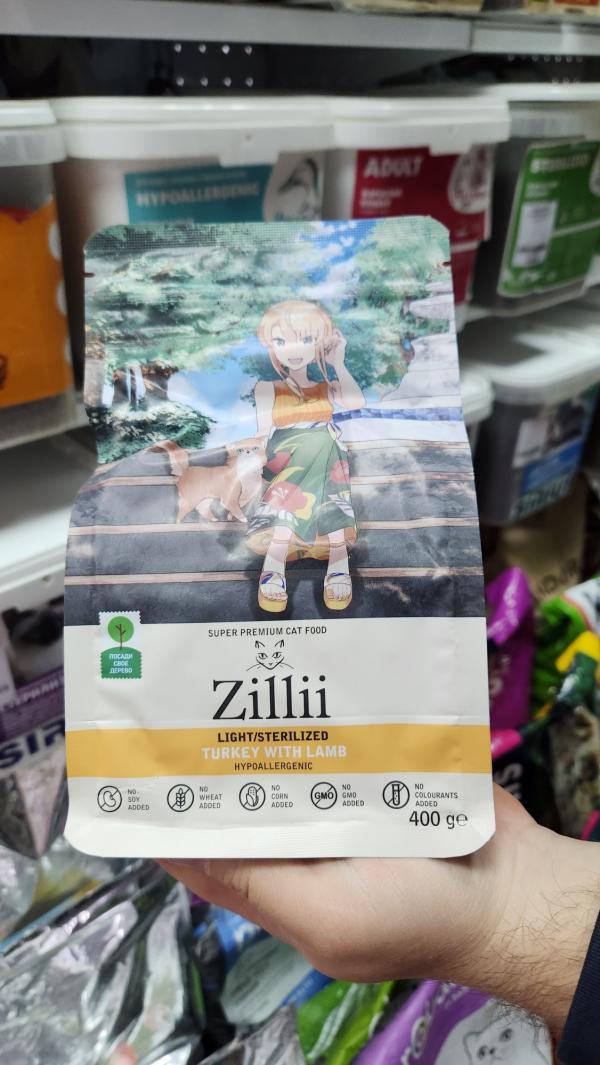 HYPOALLERGENIC
ADULT
STERILIZED
ПОСАДИ
СВОЕ
ДЕРЕВО
SUPER PREMIUM CAT FOOD
Zillii
LIGHT/STERILIZED
TURKEY WITH LAMB
HYPOALLERGENIC
NO
SOY
ADDED
NO
WHEAT
ADDED
NO
CORN
ADDED
GMO
NO
GMO
ADDED
NO
COLOURANTS
ADDED
400 g℮